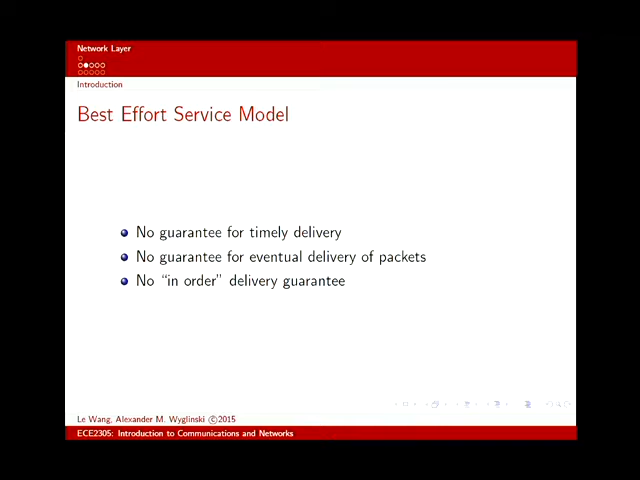 Network Layer
Introduction
Best Effort Service Model
No guarantee for timely delivery
No guarantee for eventual delivery of packets
No “in order” delivery guarantee
Le Wang, Alexander M. Wyglinski ©2015
ECE2305: Introduction to Communications and Networks